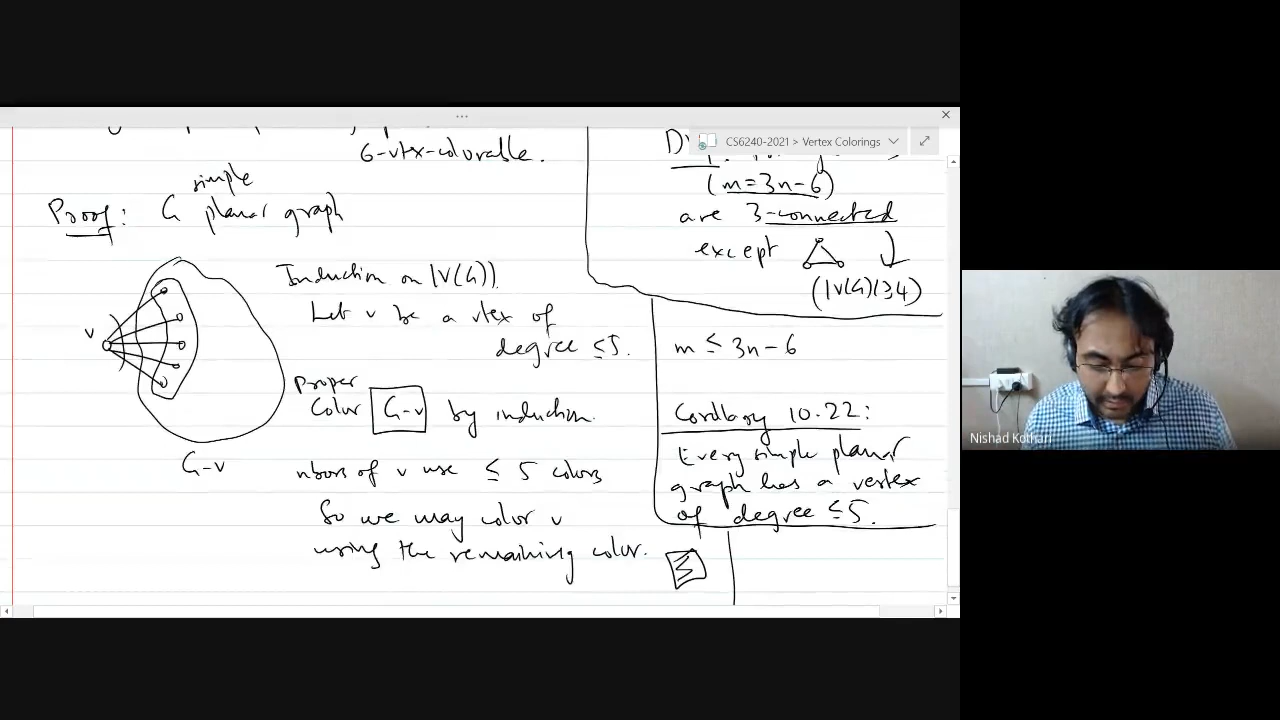 6-vtx-colorable.
simple
Proof: G planar graph
Induction on |V(G)|.
Let v be a vtex of
degree ≤5.
Proper
Color G-v by induction.
nbors of v use ≤ 5 colors
So we may color v
using the remaining color.
v
G-v
CS6240-2021 > Vertex Colorings
(m=3n-6)
are 3-connected
except
(|V(G)|≥4)
m ≤ 3n-6
Corollary 10.22:
Every simple planar
graph has a vertex
of degree ≤5.
Nishad Kothari